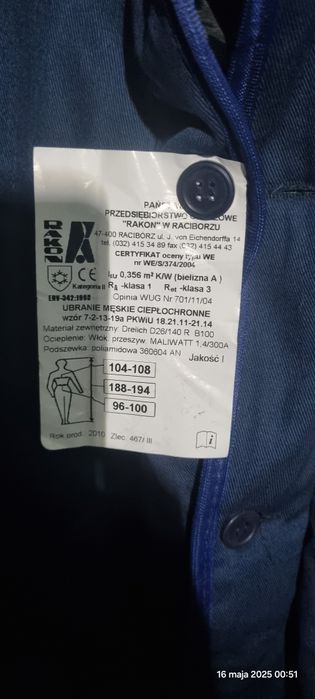 PAŃS
PRZEDSIĘBIORSTWO OWE
"RAKON" W RACIBORZU
47-400 RACIBÓRZ ul. J. von Eichendorffa 14
tel. (032) 415 34 89 fax (032) 415 44 43
CERTYFIKAT oceny typu WE
nr WE/S/374/2004
RAKON
CE
Kategoria II
ENV-342:1998
0,356 m² K/W (bielizna A)
-klasa 1 Ret -klasa 3
Opinia WUG Nr 701/11/04
UBRANIE MĘSKIE CIEPŁOCHRONNE
wzór 7-2-13-19a PKWiU 18.21.11-21.14
Materiał zewnętrzny: Dreilich D26/140 R B100
Ocieplenie: Włók. przeszyw. MALIWATT 1,4/300A
Podszewka: poliamidowa 360604 AN Jakość I
104-108
188-194
96-100
Rok prod. 2010 Zlec. 467/ III
i
16 maja 2025 00:51